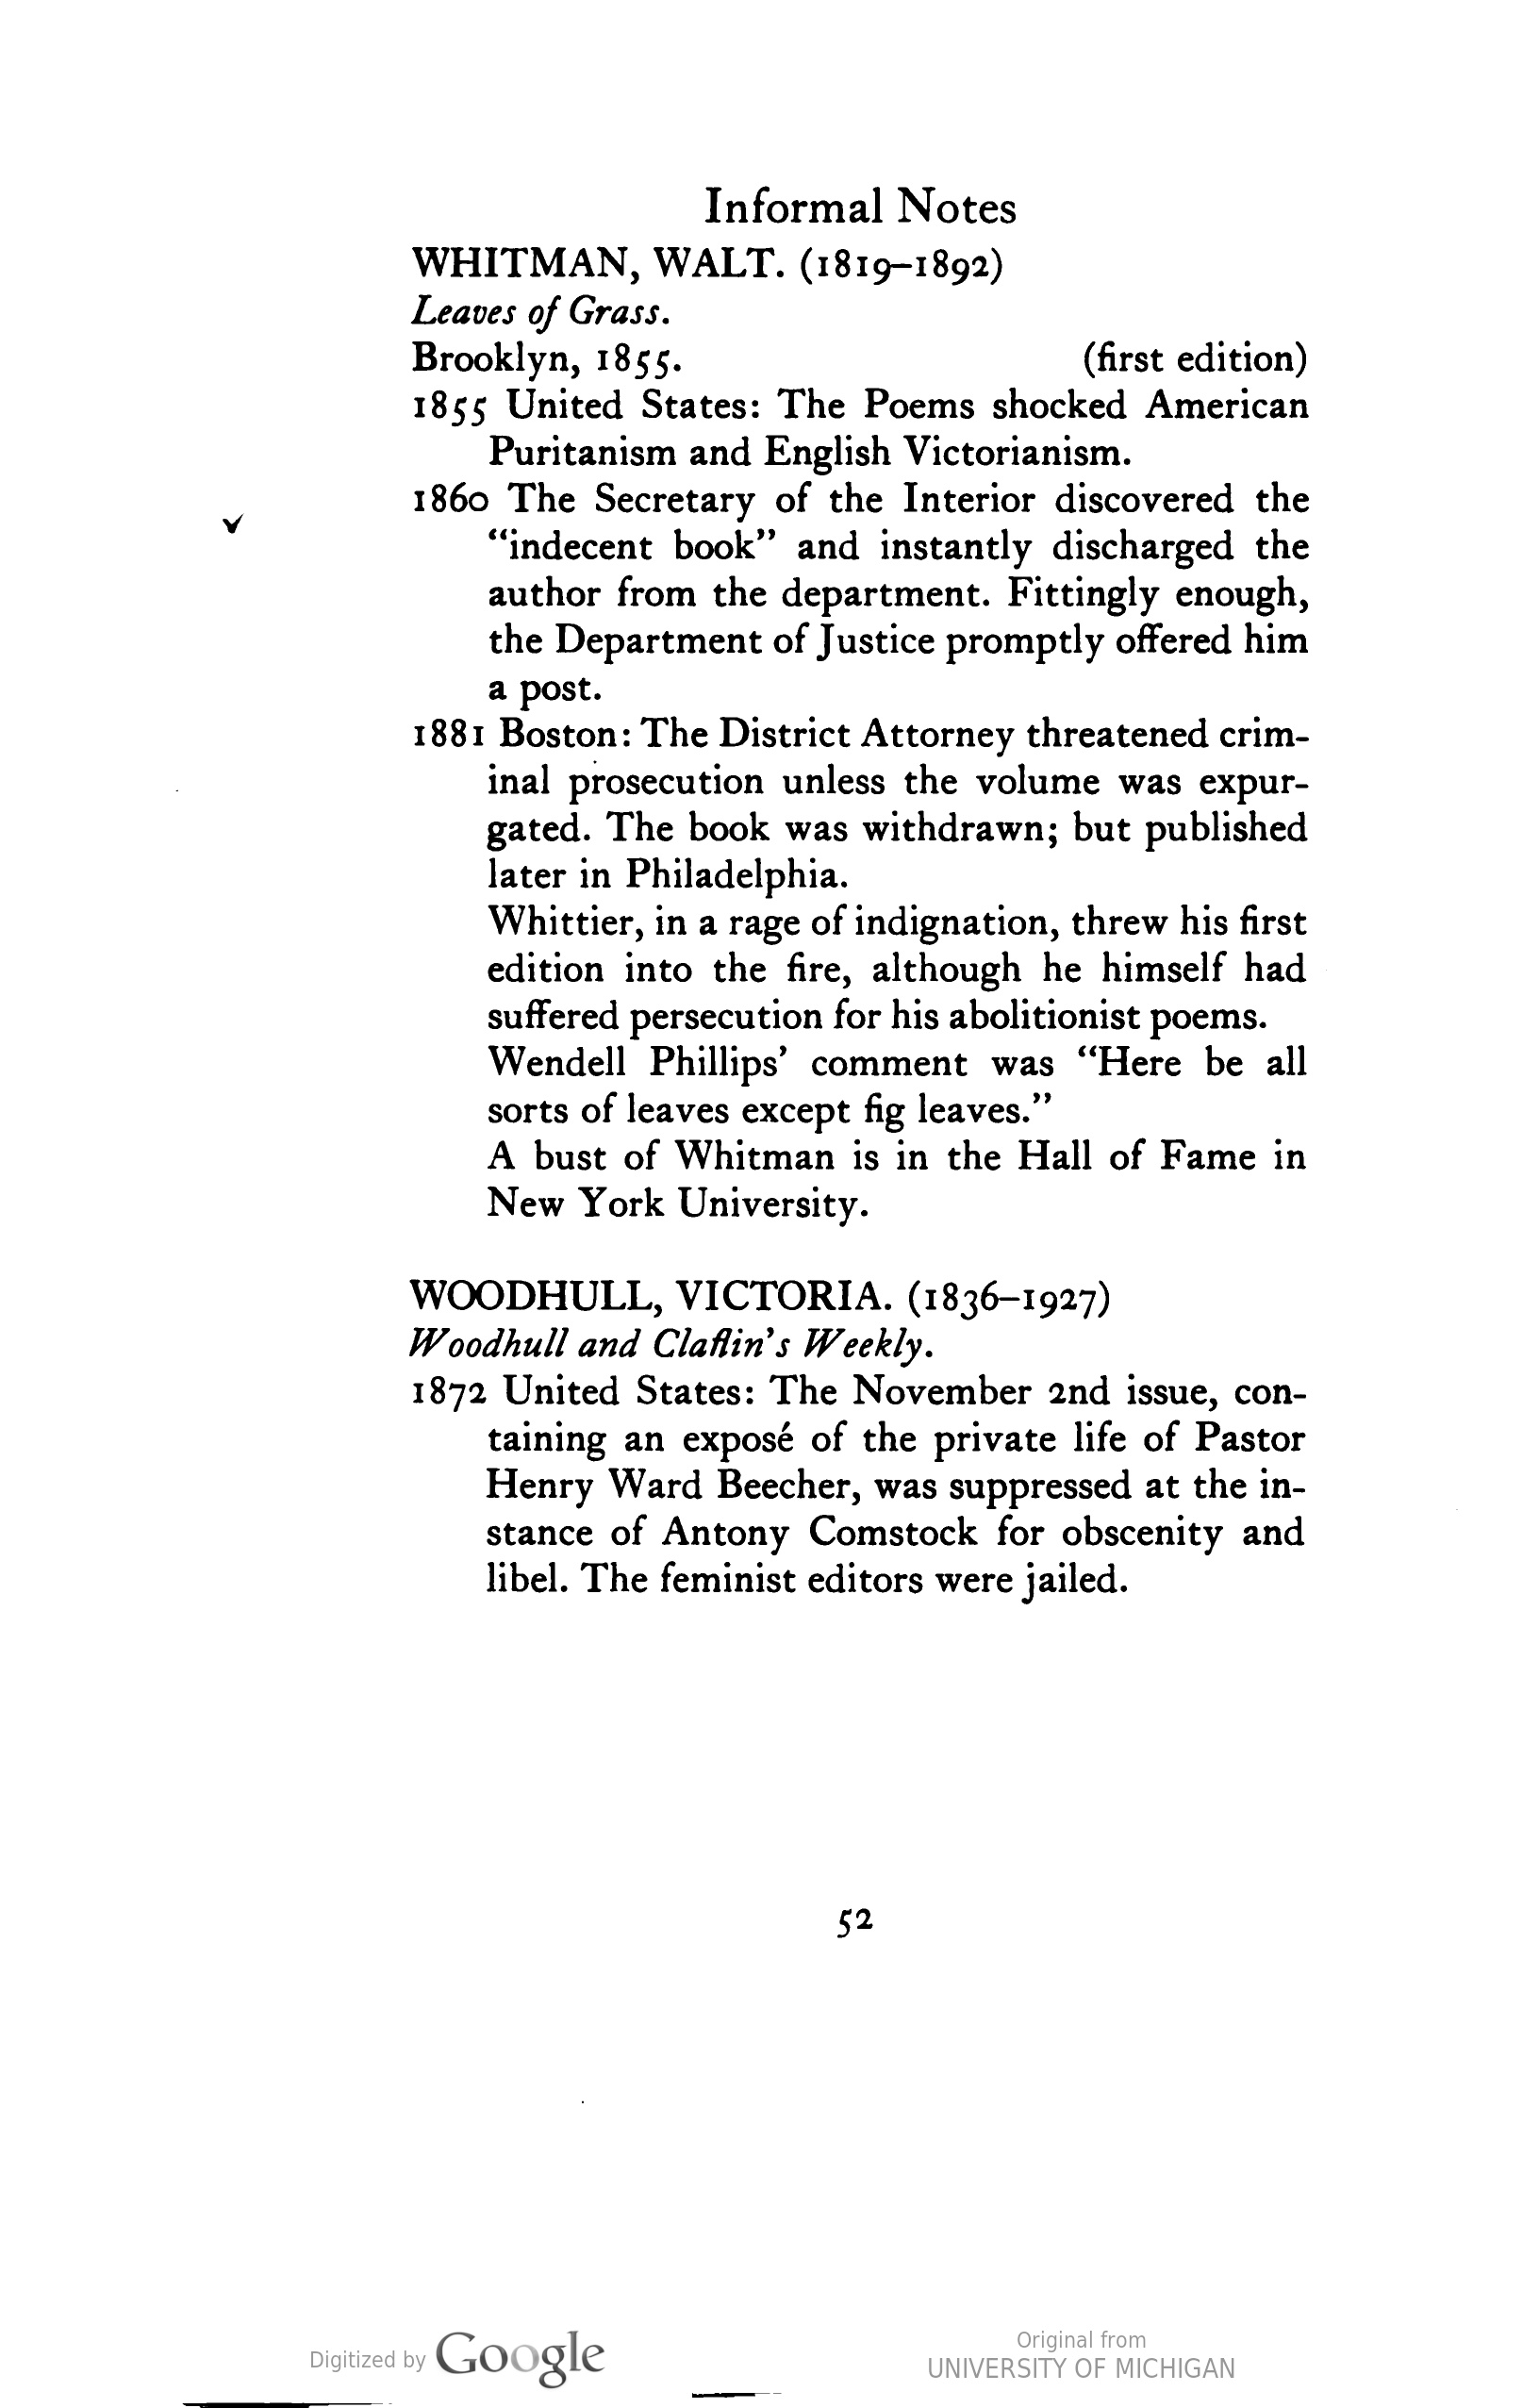 Informal Notes
WHITMAN, WALT. (1819–1892)
Leaves of Grass.
Brooklyn, 1855. (first edition)
1855 United States: The Poems shocked American
Puritanism and English Victorianism.
1860 The Secretary of the Interior discovered the
“indecent book” and instantly discharged the
author from the department. Fittingly enough,
the Department of Justice promptly offered him
a post.
1881 Boston: The District Attorney threatened crim-
inal prosecution unless the volume was expur-
gated. The book was withdrawn; but published
later in Philadelphia.
Whittier, in a rage of indignation, threw his first
edition into the fire, although he himself had
suffered persecution for his abolitionist poems.
Wendell Phillips’ comment was “Here be all
sorts of leaves except fig leaves.”
A bust of Whitman is in the Hall of Fame in
New York University.
WOODHULL, VICTORIA. (1836–1927)
Woodhull and Claflin’s Weekly.
1872 United States: The November 2nd issue, con-
taining an exposé of the private life of Pastor
Henry Ward Beecher, was suppressed at the in-
stance of Antony Comstock for obscenity and
libel. The feminist editors were jailed.
52
Digitized by Google
Original from
UNIVERSITY OF MICHIGAN